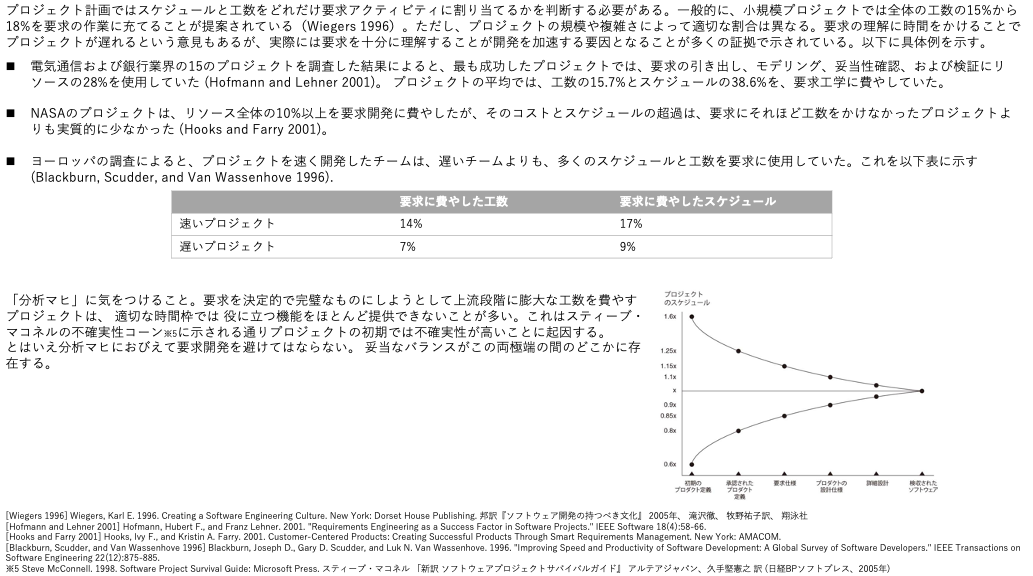 プロジェクト計画ではスケジュールと工数をどれだけ要求アクティビティに割り当てるかを判断する必要がある。一般的に、小規模プロジェクトでは全体の工数の15%から
18%を要求の作業に充てることが提案されている（Wiegers 1996）。ただし、プロジェクトの規模や複雑さによって適切な割合は異なる。要求の理解に時間をかけることで
プロジェクトが遅れるという意見もあるが、実際には要求を十分に理解することが開発を加速する要因となることが多くの証拠で示されている。以下に具体例を示す。
■ 電気通信および銀行業界の15のプロジェクトを調査した結果によると、最も成功したプロジェクトでは、要求の引き出し、モデリング、妥当性確認、および検証にリ
ソースの28%を使用していた (Hofmann and Lehner 2001)。 プロジェクトの平均では、工数の15.7%とスケジュールの38.6%を、要求工学に費やしていた。
■ NASAのプロジェクトは、リソース全体の10%以上を要求開発に費やしたが、そのコストとスケジュールの超過は、要求にそれほど工数をかけなかったプロジェクトよ
りも実質的に少なかった (Hooks and Farry 2001)。
■ ヨーロッパの調査によると、プロジェクトを速く開発したチームは、遅いチームよりも、多くのスケジュールと工数を要求に使用していた。これを以下表に示す
(Blackburn, Scudder, and Van Wassenhove 1996).
要求に費やした工数 要求に費やしたスケジュール
速いプロジェクト 14% 17%
遅いプロジェクト 7% 9%
「分析マヒ」に気をつけること。要求を決定的で完璧なものにしようとして上流段階に膨大な工数を費やす
プロジェクトは、 適切な時間枠では 役に立つ機能をほとんど提供できないことが多い。これはスティーブ・
マコネルの不確実性コーン※5に示される通りプロジェクトの初期では不確実性が高いことに起因する。
とはいえ分析マヒにおびえて要求開発を避けてはならない。 妥当なバランスがこの両極端の間のどこかに存
在する。
プロジェクト
のスケジュール
1.6x
1.25x
1.15x
1.1x
x
0.9x
0.85x
0.8x
0.6x
初期の
プロダクト定義
承認された
プロダクト
定義
要求仕様
プロダクトの
設計仕様
詳細設計
検収された
ソフトウェア
[Wiegers 1996] Wiegers, Karl E. 1996. Creating a Software Engineering Culture. New York: Dorset House Publishing. 邦訳『ソフトウェア開発の持つべき文化』 2005年、 滝沢徹、 牧野祐子訳、 翔泳社
[Hofmann and Lehner 2001] Hofmann, Hubert F., and Franz Lehner. 2001. "Requirements Engineering as a Success Factor in Software Projects." IEEE Software 18(4):58-66.
[Hooks and Farry 2001] Hooks, Ivy F., and Kristin A. Farry. 2001. Customer-Centered Products: Creating Successful Products Through Smart Requirements Management. New York: AMACOM.
[Blackburn, Scudder, and Van Wassenhove 1996] Blackburn, Joseph D., Gary D. Scudder, and Luk N. Van Wassenhove. 1996. "Improving Speed and Productivity of Software Development: A Global Survey of Software Developers." IEEE Transactions on
Software Engineering 22(12):875-885.
※5 Steve McConnell. 1998. Software Project Survival Guide: Microsoft Press. スティーブ・マコネル 『新訳 ソフトウェアプロジェクトサバイバルガイド』 アルテアジャパン、久手堅憲之 訳 (日経BPソフトプレス、2005年)